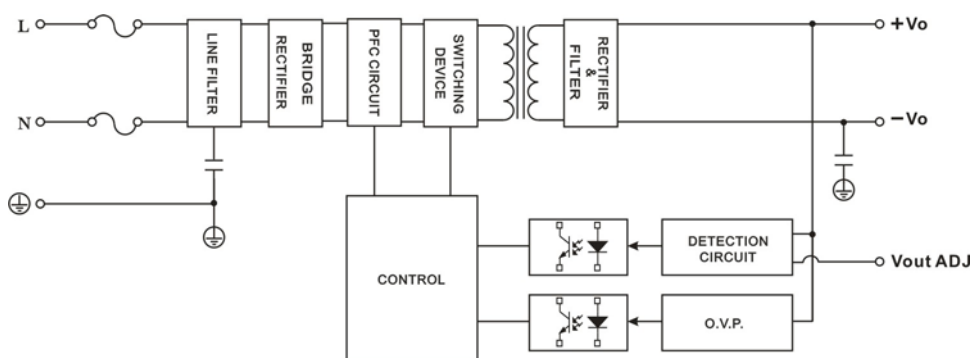 L
N
LINE FILTER
BRIDGE
RECTIFIER
PFC CIRCUIT
SWITCHING
DEVICE
RECTIFIER
&
FILTER
+Vo
−Vo
CONTROL
DETECTION
CIRCUIT
Vout ADJ
O.V.P.